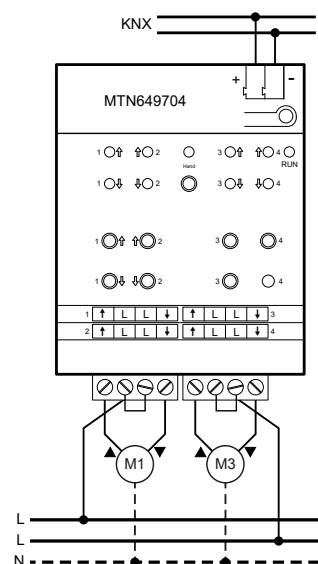 KNX
+ -
MTN649704
1 2 Hand 3 4 RUN
1 2 3 4
1 2 3 4
1 2 3 4
1 ↑ L L ↓ ↑ L L ↓ 3
2 ↑ L L ↓ ↑ L L ↓ 4
M1 M3
L
L
N